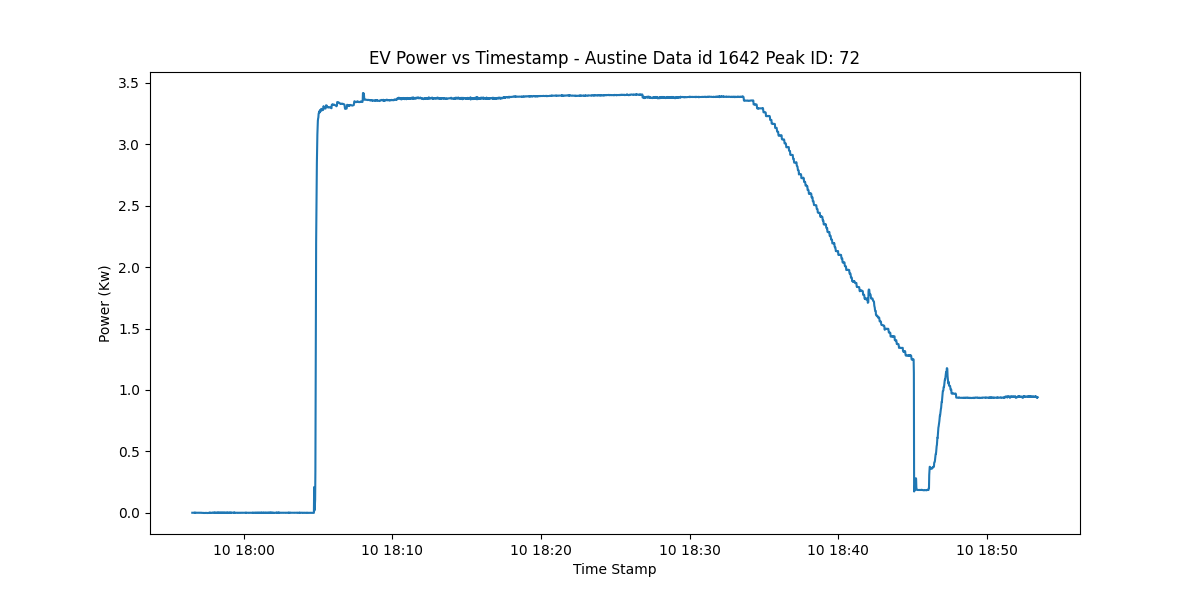 EV Power vs Timestamp - Austine Data id 1642 Peak ID: 72
3.5
3.0
2.5
2.0
1.5
1.0
0.5
0.0
Power (Kw)
10 18:00 10 18:10 10 18:20 10 18:30 10 18:40 10 18:50
Time Stamp